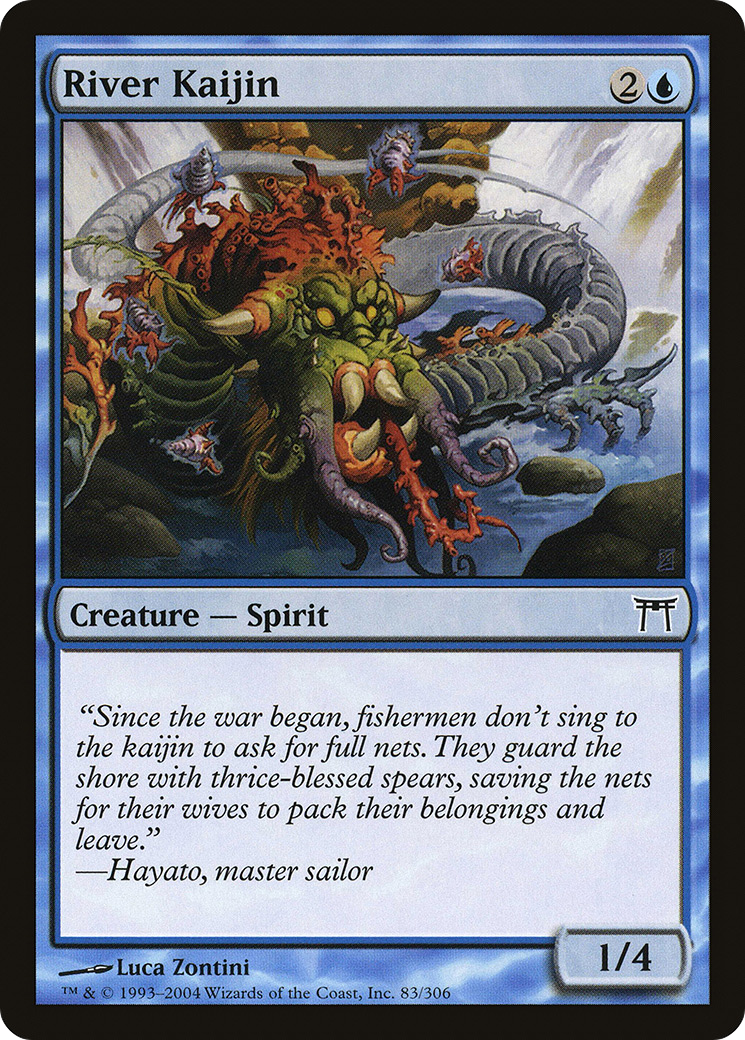 River Kaijin 2
Creature — Spirit
“Since the war began, fishermen don’t sing to
the kaijin to ask for full nets. They guard the
shore with thrice-blessed spears, saving the nets
for their wives to pack their belongings and
leave.”
—Hayato, master sailor
1/4
Luca Zontini
™ & © 1993–2004 Wizards of the Coast, Inc. 83/306